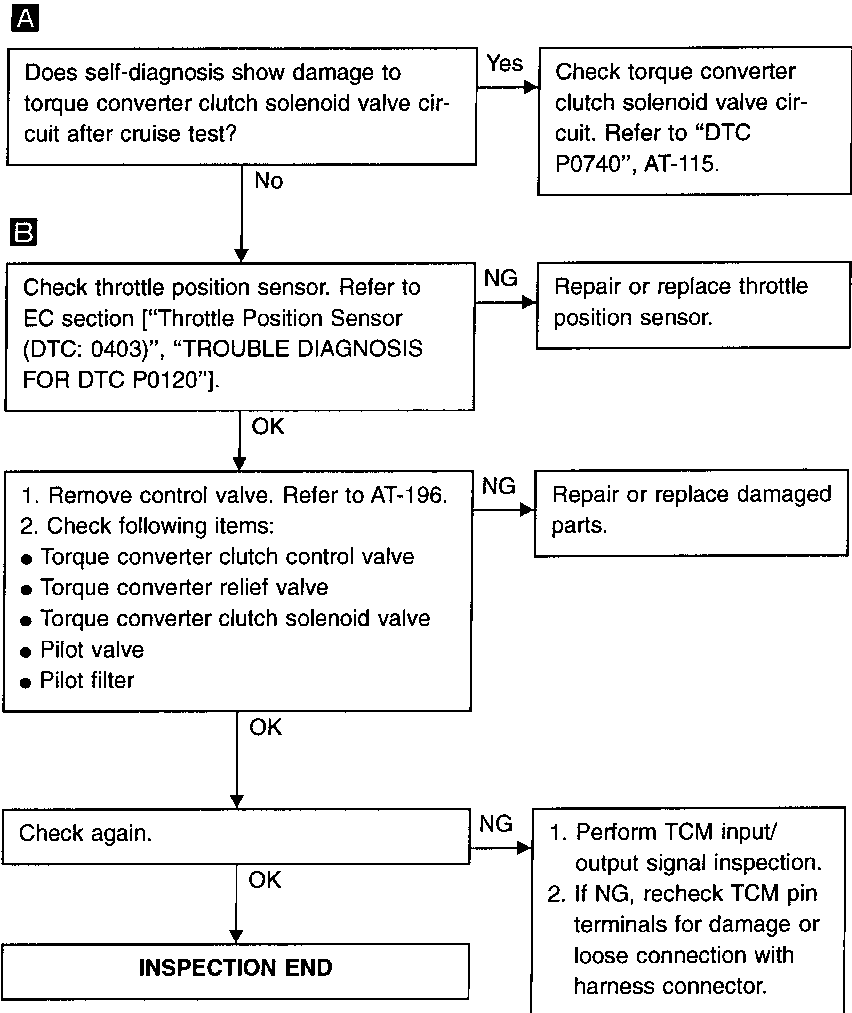 A
Does self-diagnosis show damage to
torque converter clutch solenoid valve cir-
cuit after cruise test?
Yes
Check torque converter
clutch solenoid valve cir-
cuit. Refer to “DTC
P0740”, AT-115.
No
B
Check throttle position sensor. Refer to
EC section [“Throttle Position Sensor
(DTC: 0403)”, “TROUBLE DIAGNOSIS
FOR DTC P0120”].
NG
Repair or replace throttle
position sensor.
OK
1. Remove control valve. Refer to AT-196.
2. Check following items:
● Torque converter clutch control valve
● Torque converter relief valve
● Torque converter clutch solenoid valve
● Pilot valve
● Pilot filter
NG
Repair or replace damaged
parts.
OK
Check again.
NG
1. Perform TCM input/
output signal inspection.
2. If NG, recheck TCM pin
terminals for damage or
loose connection with
harness connector.
OK
INSPECTION END